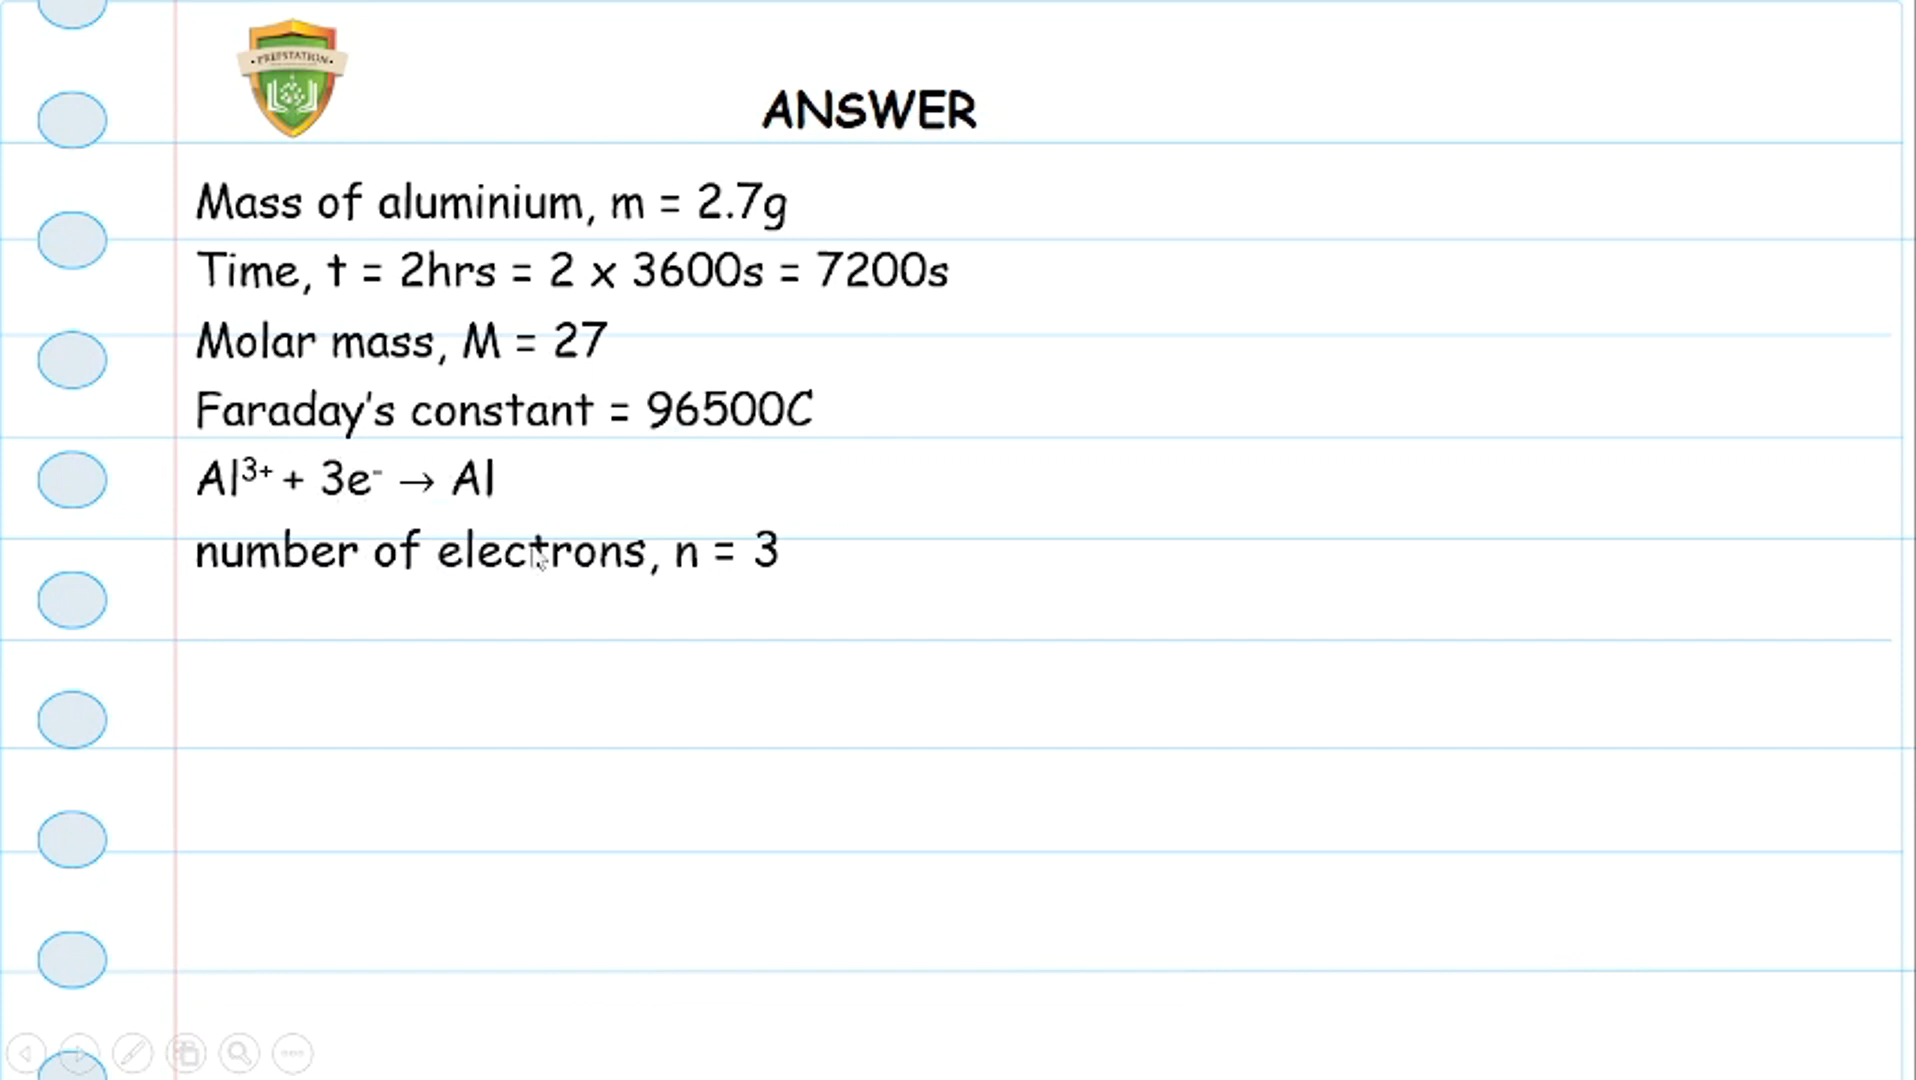 • PREPSTATION •
ANSWER
Mass of aluminium, m = 2.7g
Time, t = 2hrs = 2 x 3600s = 7200s
Molar mass, M = 27
Faraday's constant = 96500C
Al³⁺ + 3e⁻ → Al
number of electrons, n = 3